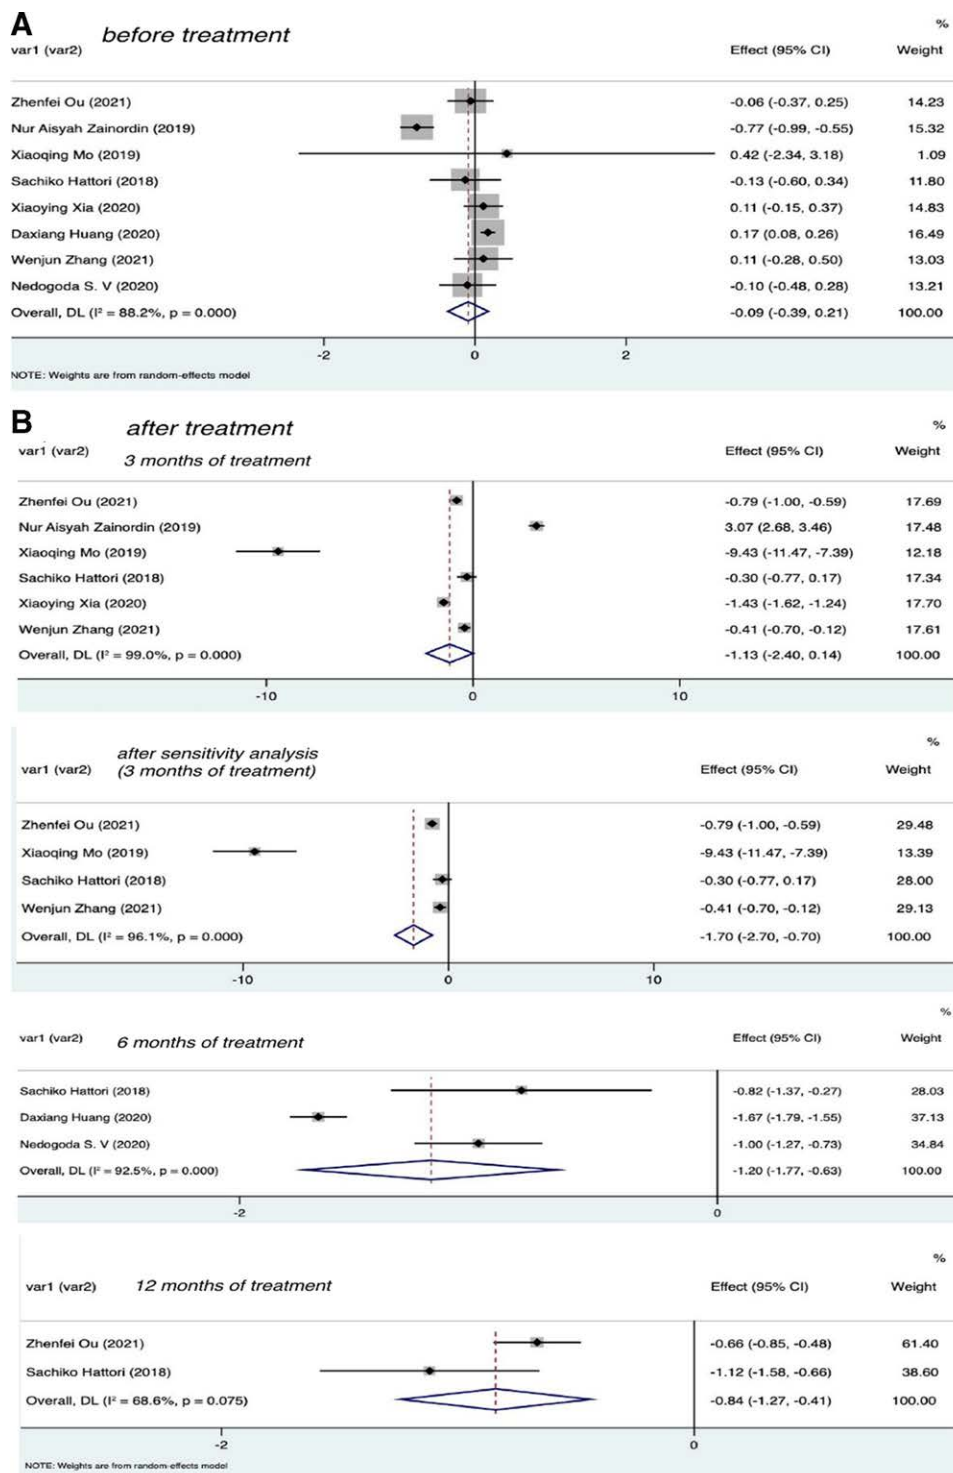 A before treatment %
var1 (var2) Effect (95% CI) Weight
Zhenfei Ou (2021) -0.06 (-0.37, 0.25) 14.23
Nur Aisyah Zainordin (2019) -0.77 (-0.99, -0.55) 15.32
Xiaoqing Mo (2019) 0.42 (-2.34, 3.18) 1.09
Sachiko Hattori (2018) -0.13 (-0.60, 0.34) 11.80
Xiaoying Xia (2020) 0.11 (-0.15, 0.37) 14.83
Daxiang Huang (2020) 0.17 (0.08, 0.26) 16.49
Wenjun Zhang (2021) 0.11 (-0.28, 0.50) 13.03
Nedogoda S. V (2020) -0.10 (-0.48, 0.28) 13.21
Overall, DL (I² = 88.2%, p = 0.000) -0.09 (-0.39, 0.21) 100.00
-2 0 2
NOTE: Weights are from random-effects model
B after treatment %
var1 (var2) Effect (95% CI) Weight
3 months of treatment
Zhenfei Ou (2021) -0.79 (-1.00, -0.59) 17.69
Nur Aisyah Zainordin (2019) 3.07 (2.68, 3.46) 17.48
Xiaoqing Mo (2019) -9.43 (-11.47, -7.39) 12.18
Sachiko Hattori (2018) -0.30 (-0.77, 0.17) 17.34
Xiaoying Xia (2020) -1.43 (-1.62, -1.24) 17.70
Wenjun Zhang (2021) -0.41 (-0.70, -0.12) 17.61
Overall, DL (I² = 99.0%, p = 0.000) -1.13 (-2.40, 0.14) 100.00
-10 0 10
after sensitivity analysis %
var1 (var2) (3 months of treatment) Effect (95% CI) Weight
Zhenfei Ou (2021) -0.79 (-1.00, -0.59) 29.48
Xiaoqing Mo (2019) -9.43 (-11.47, -7.39) 13.39
Sachiko Hattori (2018) -0.30 (-0.77, 0.17) 28.00
Wenjun Zhang (2021) -0.41 (-0.70, -0.12) 29.13
Overall, DL (I² = 96.1%, p = 0.000) -1.70 (-2.70, -0.70) 100.00
-10 0 10
%
var1 (var2) 6 months of treatment Effect (95% CI) Weight
Sachiko Hattori (2018) -0.82 (-1.37, -0.27) 28.03
Daxiang Huang (2020) -1.67 (-1.79, -1.55) 37.13
Nedogoda S. V (2020) -1.00 (-1.27, -0.73) 34.84
Overall, DL (I² = 92.5%, p = 0.000) -1.20 (-1.77, -0.63) 100.00
-2 0
%
var1 (var2) 12 months of treatment Effect (95% CI) Weight
Zhenfei Ou (2021) -0.66 (-0.85, -0.48) 61.40
Sachiko Hattori (2018) -1.12 (-1.58, -0.66) 38.60
Overall, DL (I² = 68.6%, p = 0.075) -0.84 (-1.27, -0.41) 100.00
-2 0
NOTE: Weights are from random-effects model